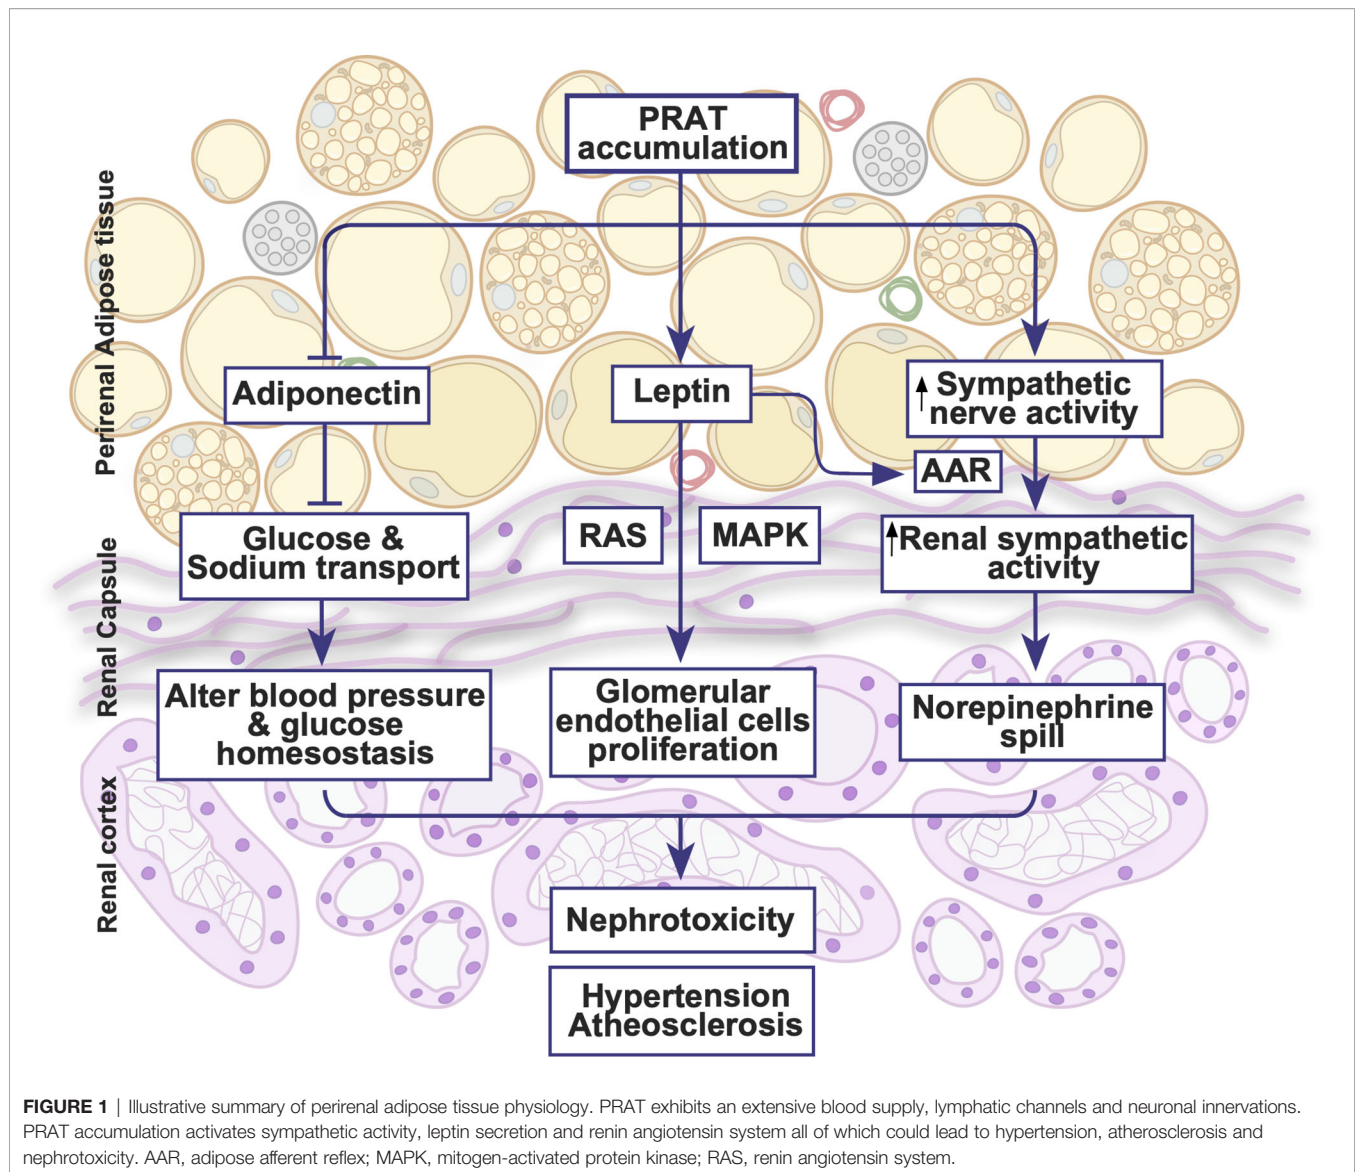 PRAT
accumulation
Perirenal Adipose tissue
Adiponectin
Leptin
Sympathetic
nerve activity
AAR
Renal Capsule
Glucose &
Sodium transport
RAS
MAPK
Renal sympathetic
activity
Alter blood pressure
& glucose
homesostasis
Glomerular
endothelial cells
proliferation
Norepinephrine
spill
Renal cortex
Nephrotoxicity
Hypertension
Atheosclerosis
FIGURE 1 | Illustrative summary of perirenal adipose tissue physiology. PRAT exhibits an extensive blood supply, lymphatic channels and neuronal innervations.
PRAT accumulation activates sympathetic activity, leptin secretion and renin angiotensin system all of which could lead to hypertension, atherosclerosis and
nephrotoxicity. AAR, adipose afferent reflex; MAPK, mitogen-activated protein kinase; RAS, renin angiotensin system.